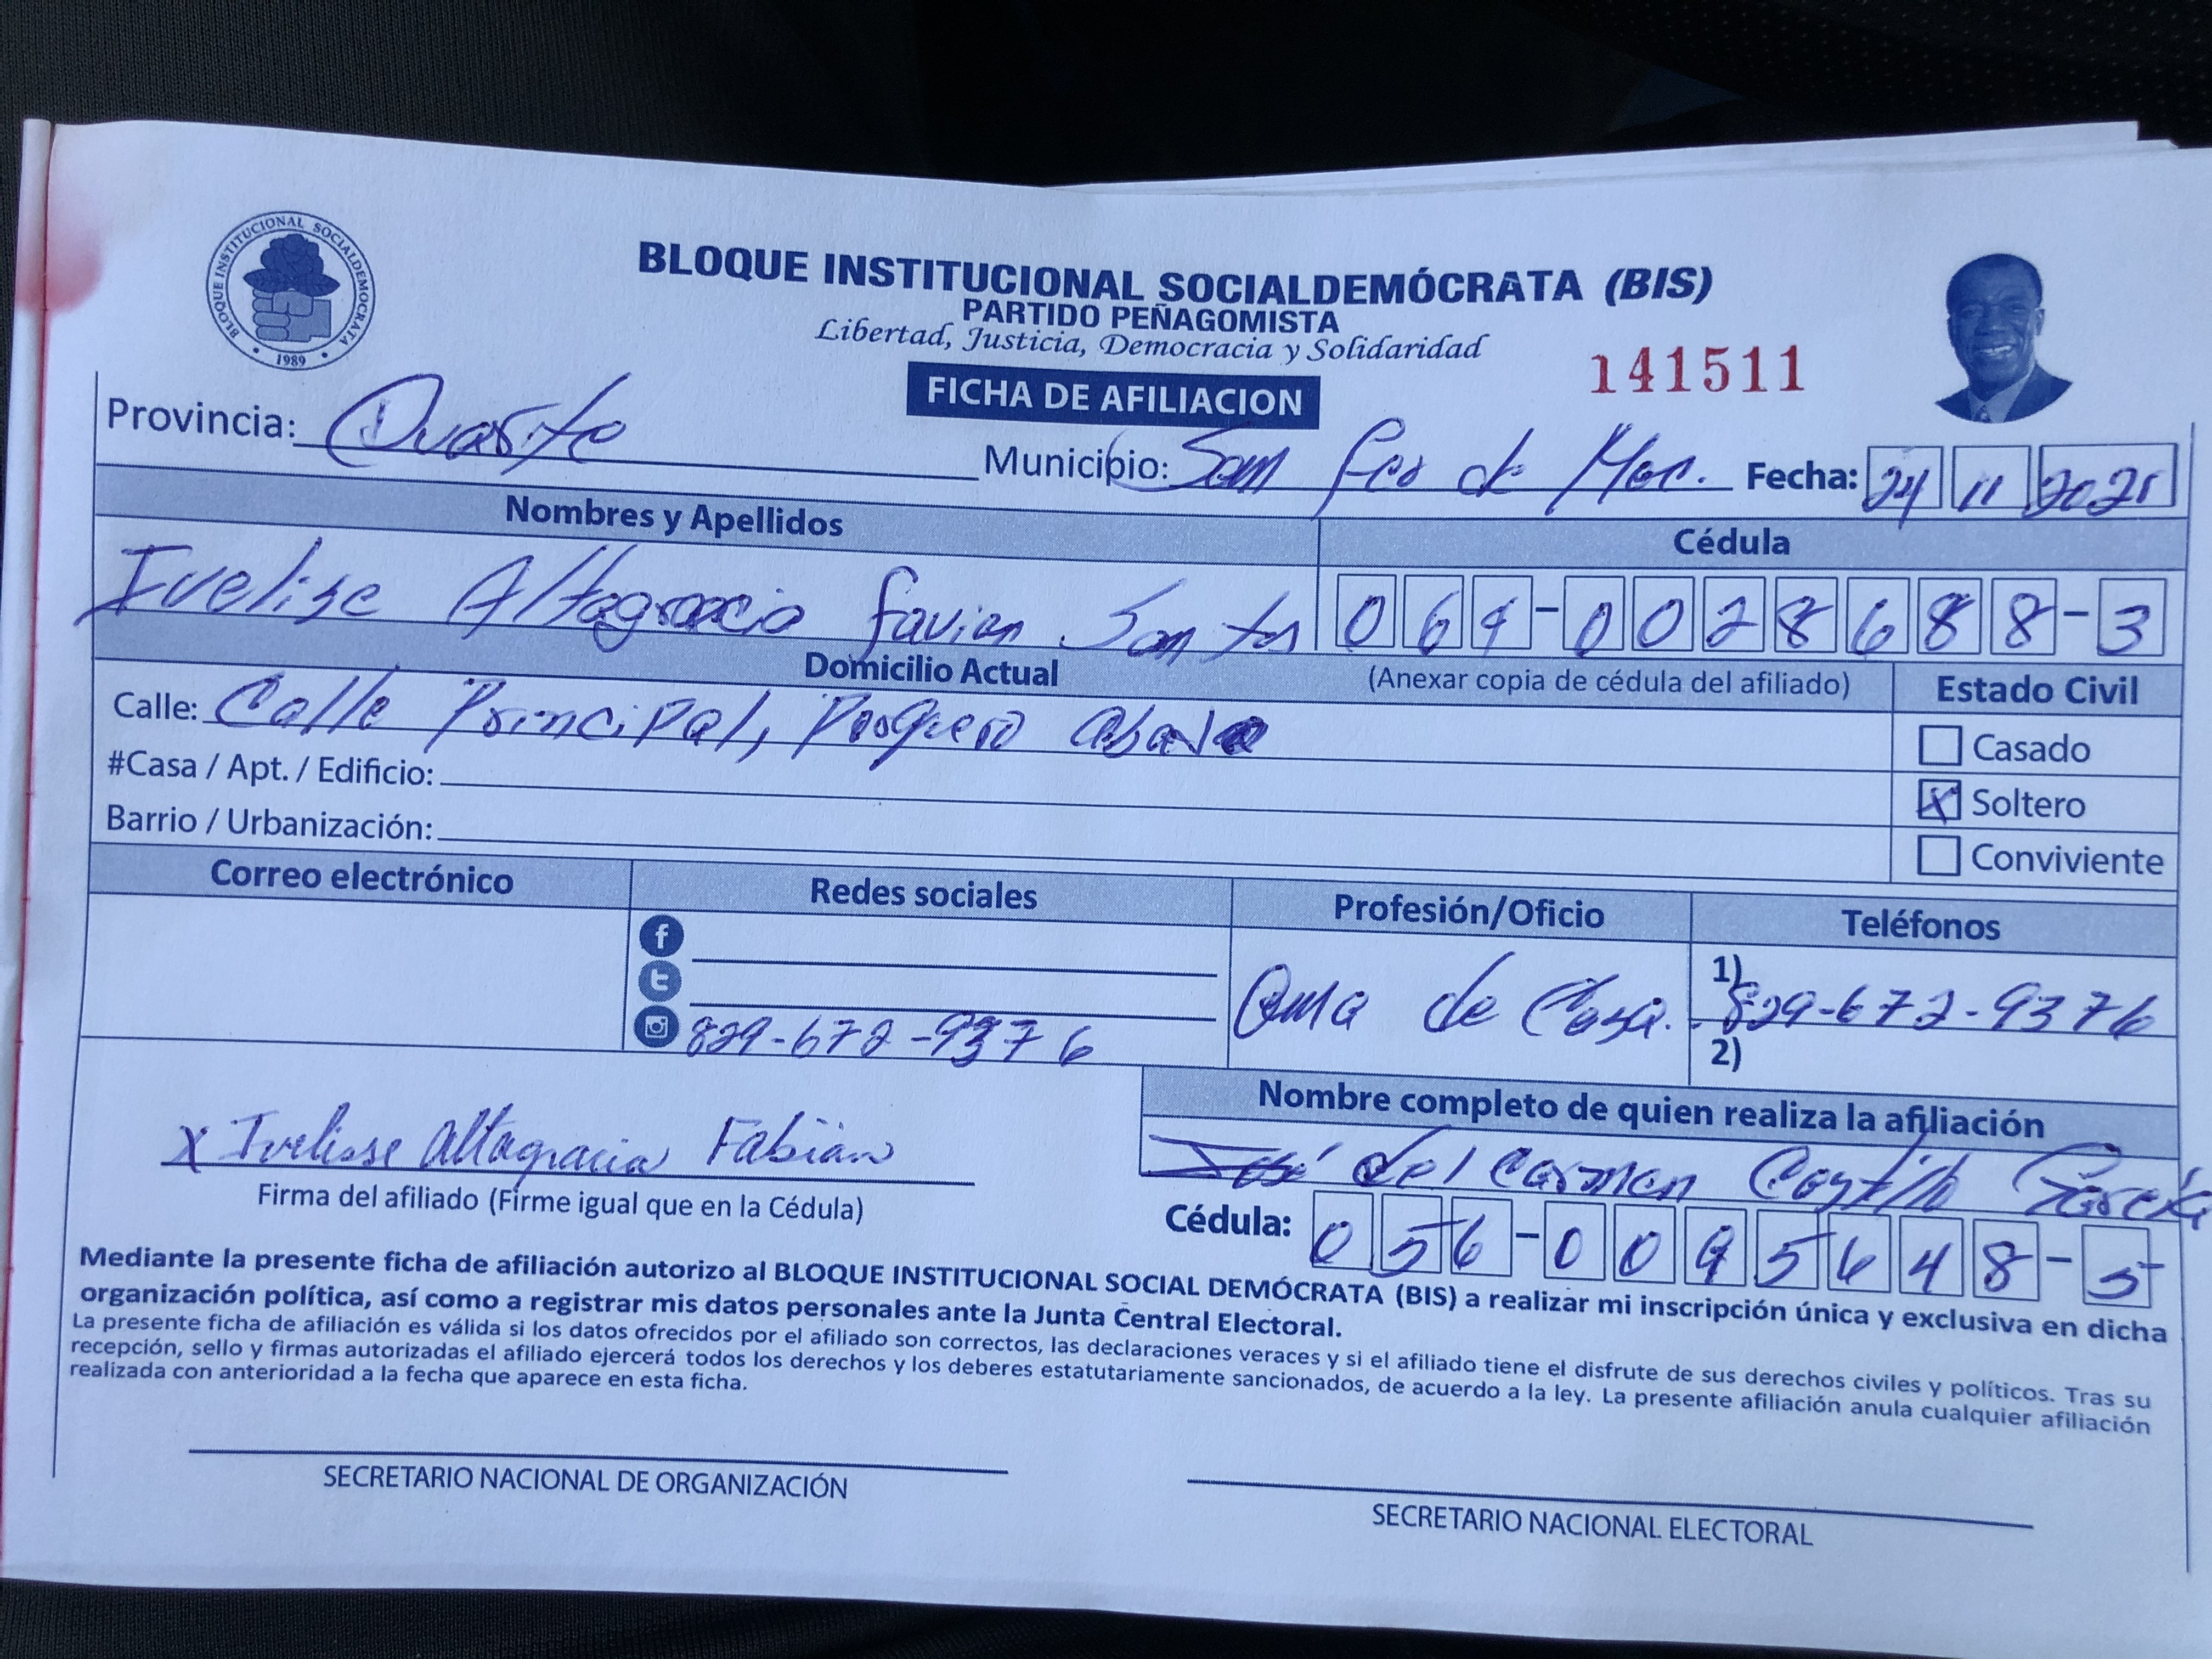 BLOQUE INSTITUCIONAL SOCIALDEMOCRATA
1989
BLOQUE INSTITUCIONAL SOCIALDEMÓCRATA (BIS)
PARTIDO PEÑAGOMISTA
Libertad, Justicia, Democracia y Solidaridad
141511
FICHA DE AFILIACION
Provincia: Duarte Municipio: San Fco de Mac. Fecha: 24 11 2021
Nombres y Apellidos Cédula
Ivelise Altagracia Favian Santos 064-0028688-3
Domicilio Actual (Anexar copia de cédula del afiliado) Estado Civil
Calle: Calle Principal, abajo
Casado
#Casa / Apt. / Edificio:
X Soltero
Barrio / Urbanización:
Conviviente
Correo electrónico Redes sociales Profesión/Oficio Teléfonos
f
t
829-672-9376
Ama de Casa.
1) 829-672-9376
2)
Nombre completo de quien realiza la afiliación
José del Carmen Castillo García
X Ivelisse Altagracia Fabian
Firma del afiliado (Firme igual que en la Cédula)
Cédula: 056-0095648-5
Mediante la presente ficha de afiliación autorizo al BLOQUE INSTITUCIONAL SOCIAL DEMÓCRATA (BIS) a realizar mi inscripción única y exclusiva en dicha
organización política, así como a registrar mis datos personales ante la Junta Central Electoral.
La presente ficha de afiliación es válida si los datos ofrecidos por el afiliado son correctos, las declaraciones veraces y si el afiliado tiene el disfrute de sus derechos civiles y políticos. Tras su
recepción, sello y firmas autorizadas el afiliado ejercerá todos los derechos y los deberes estatutariamente sancionados, de acuerdo a la ley. La presente afiliación anula cualquier afiliación
realizada con anterioridad a la fecha que aparece en esta ficha.
SECRETARIO NACIONAL DE ORGANIZACIÓN
SECRETARIO NACIONAL ELECTORAL